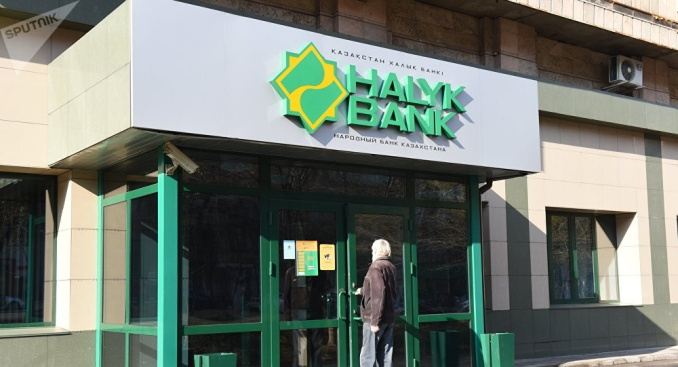 SPUTNIK
ҚАЗАҚСТАН ХАЛЫҚ БАНКІ
HALYK
BANK
НАРОДНЫЙ БАНК КАЗАХСТАНА